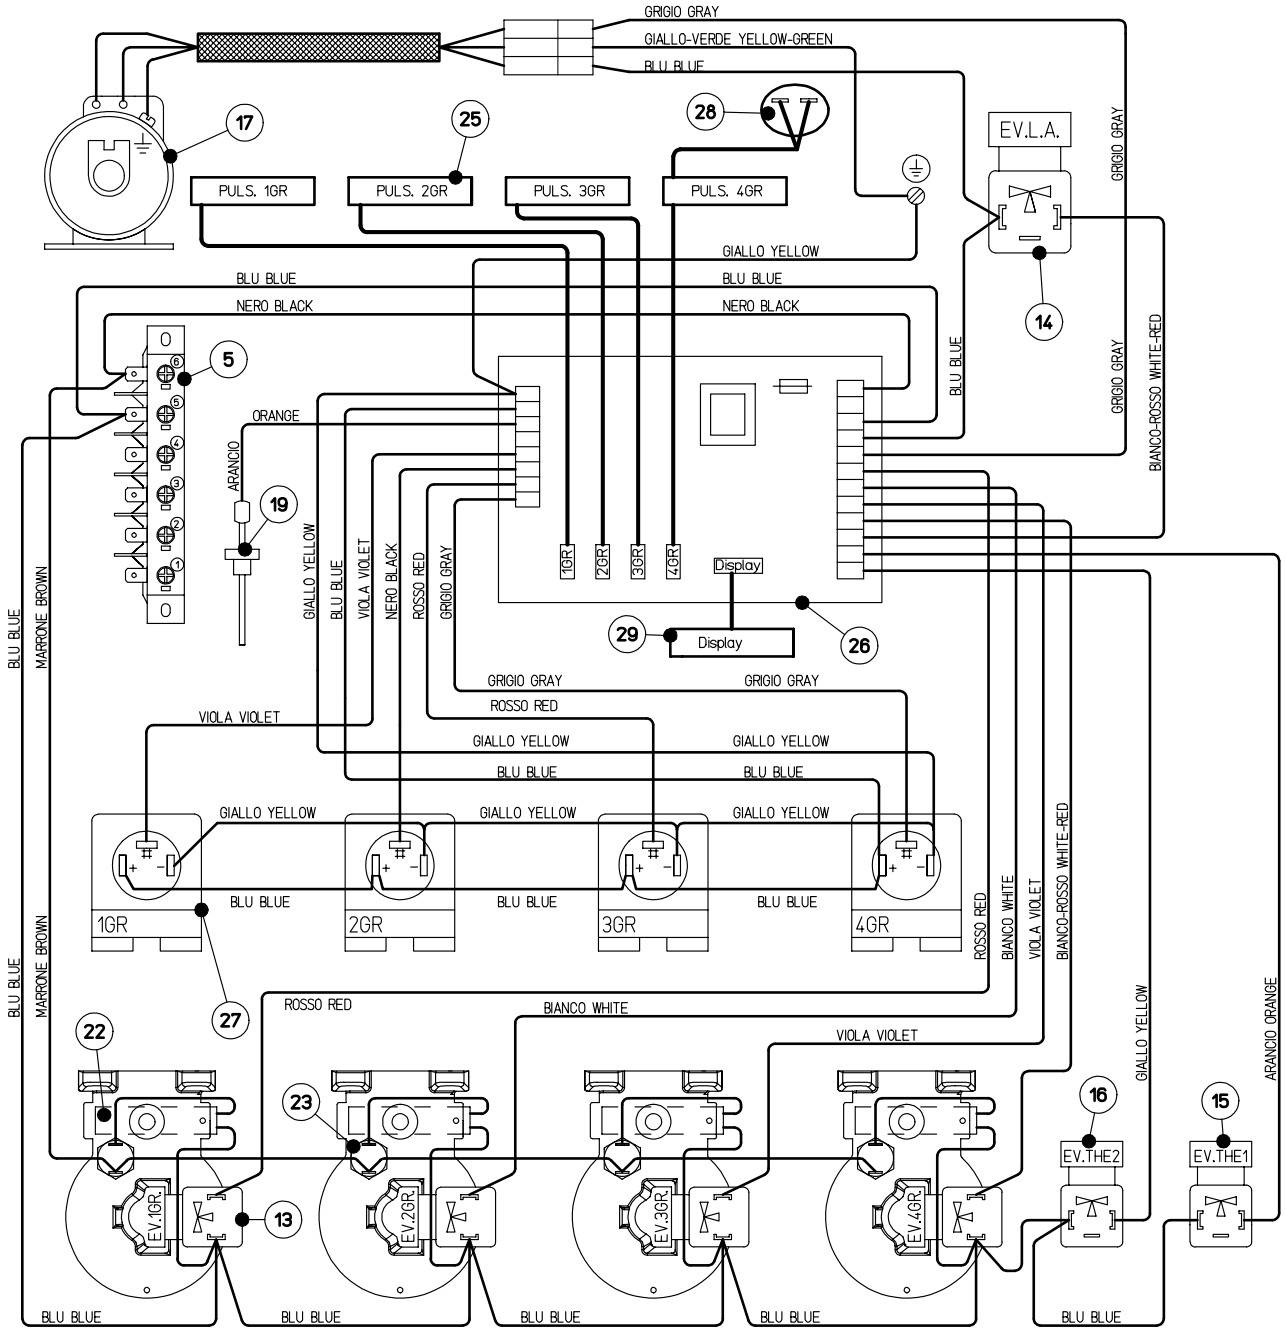 GRIGIO GRAY
GIALLO-VERDE YELLOW-GREEN
BLU BLUE
17
25
28
EV.L.A.
GRIGIO GRAY
PULS. 1GR
PULS. 2GR
PULS. 3GR
PULS. 4GR
14
GIALLO YELLOW
BLU BLUE
BLU BLUE
NERO BLACK
NERO BLACK
5
6
5
4
3
2
1
ORANGE
ARANCIO
19
BLU BLUE
GRIGIO GRAY
BIANCO-ROSSO WHITE-RED
GIALLO YELLOW
BLU BLUE
VIOLA VIOLET
NERO BLACK
ROSSO RED
GRIGIO GRAY
1GR
2GR
3GR
4GR
Display
29
Display
26
BLU BLUE
MARRONE BROWN
GRIGIO GRAY
GRIGIO GRAY
ROSSO RED
VIOLA VIOLET
GIALLO YELLOW
GIALLO YELLOW
BLU BLUE
BLU BLUE
GIALLO YELLOW
GIALLO YELLOW
GIALLO YELLOW
+ -
+ -
+ -
+ -
BLU BLUE
BLU BLUE
BLU BLUE
1GR
2GR
3GR
4GR
27
ROSSO RED
BIANCO WHITE
VIOLA VIOLET
BIANCO-ROSSO WHITE-RED
BLU BLUE
MARRONE BROWN
ROSSO RED
BIANCO WHITE
VIOLA VIOLET
GIALLO YELLOW
ARANCIO ORANGE
22
23
16
15
EV.THE2
EV.THE1
EV.1GR.
13
EV.2GR.
EV.3GR.
EV.4GR.
BLU BLUE
BLU BLUE
BLU BLUE
BLU BLUE
BLU BLUE